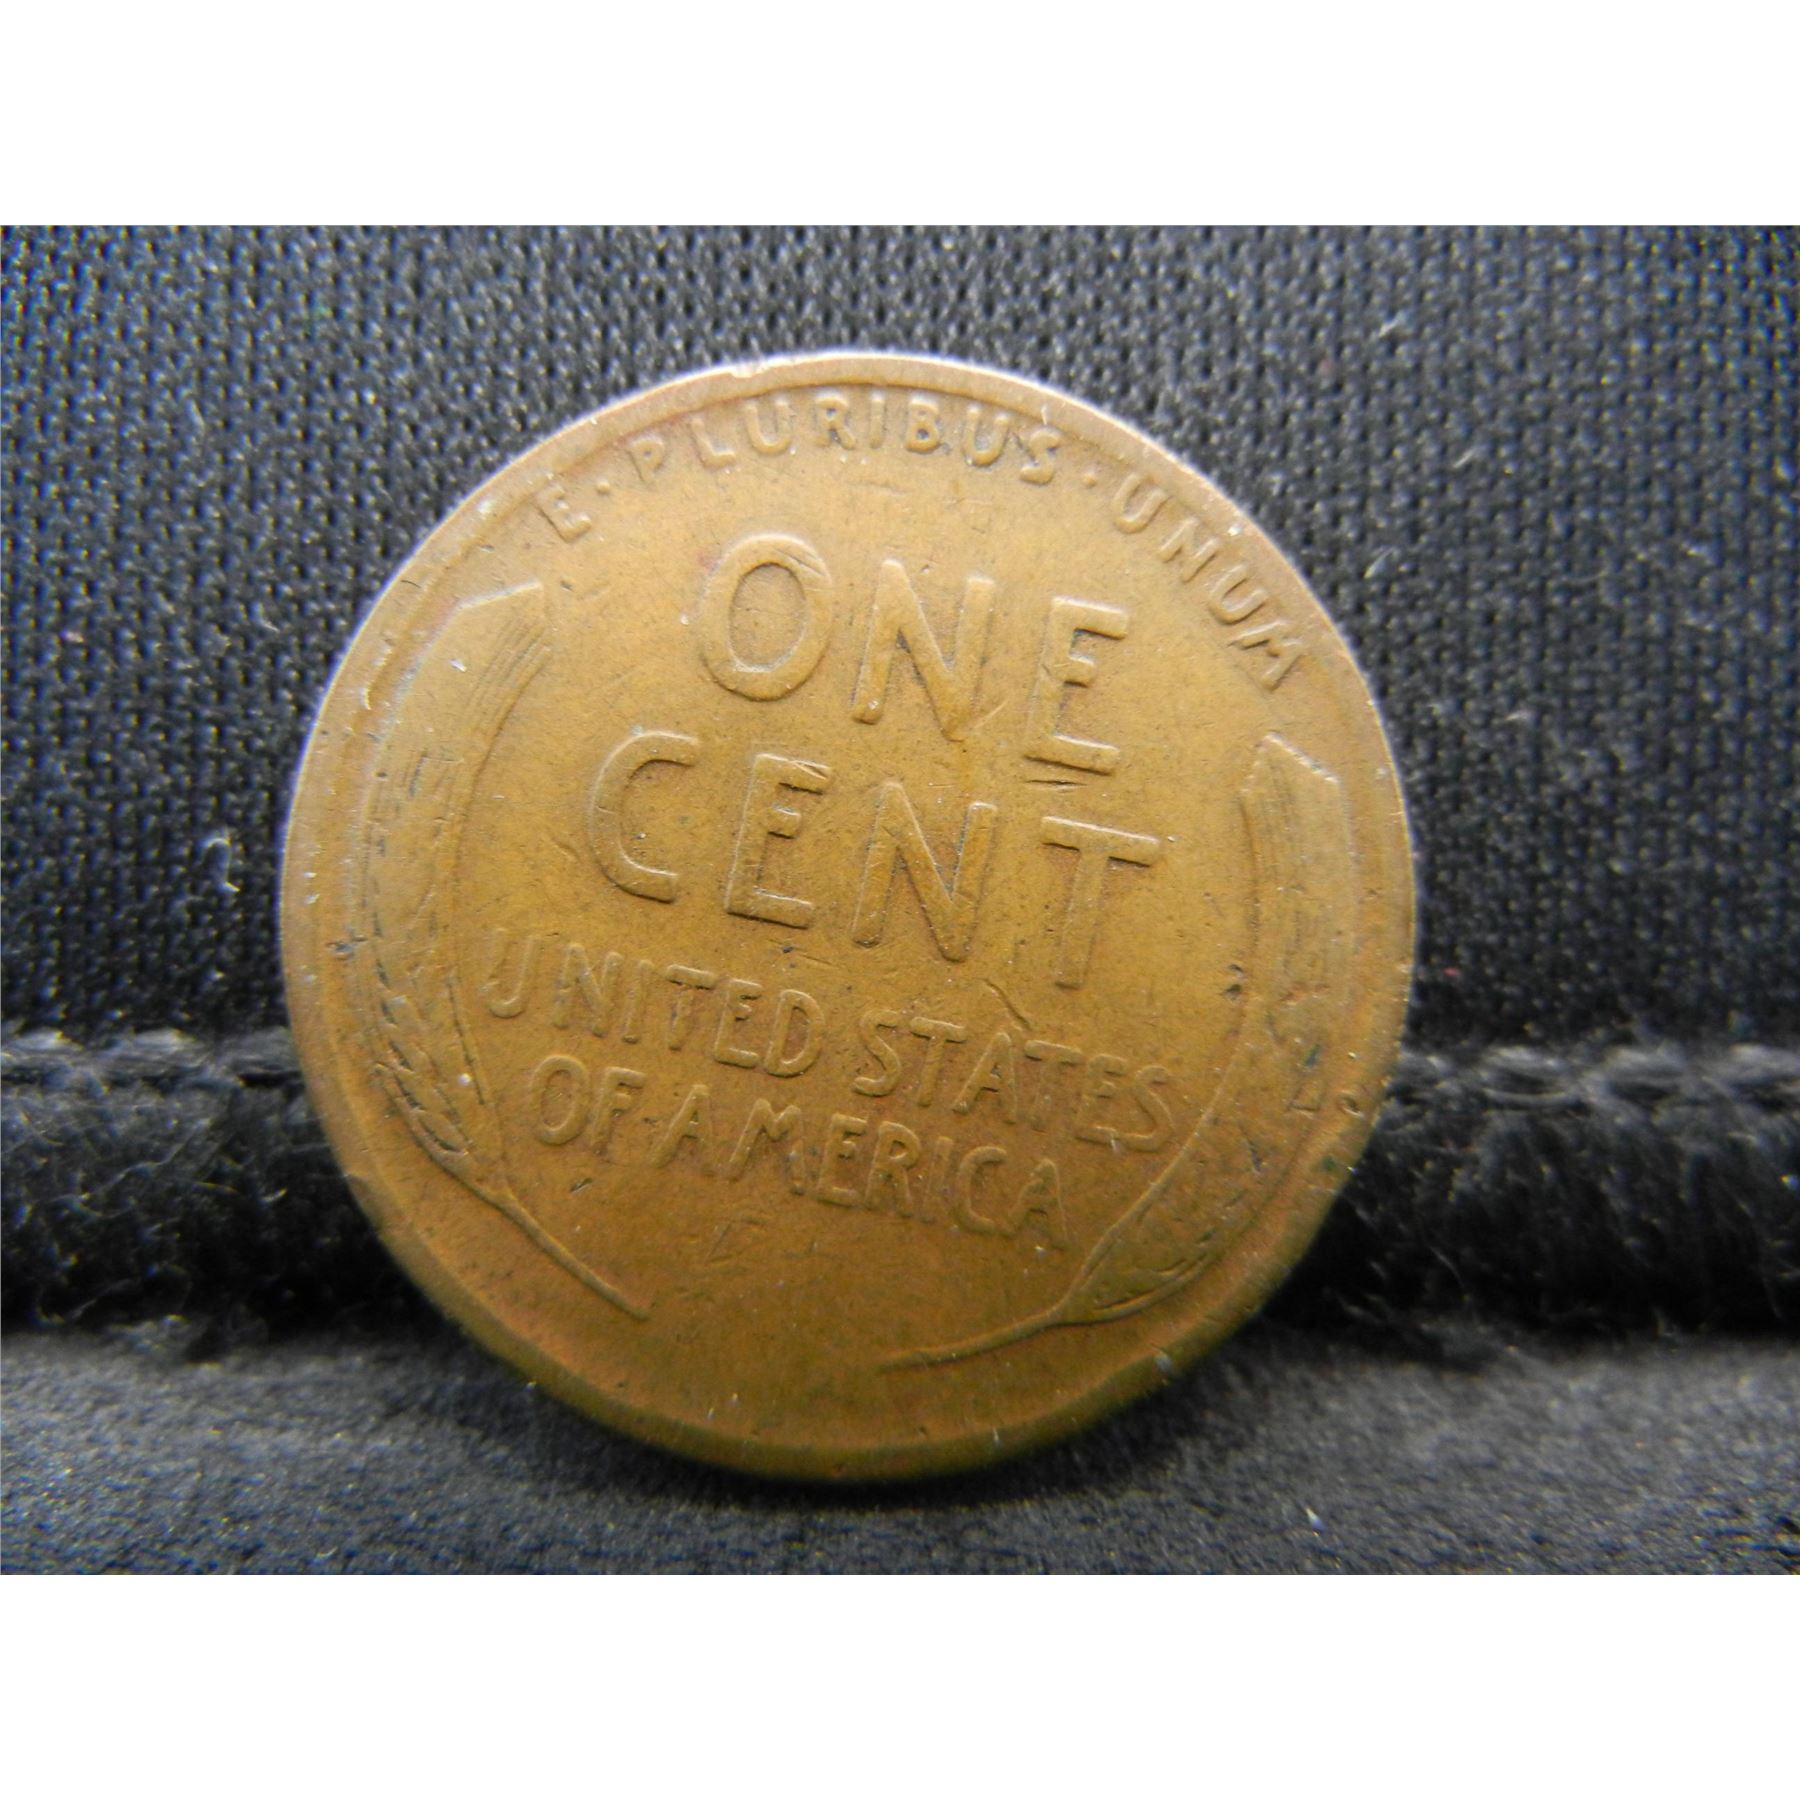 E·PLURIBUS·UNUM
ONE
CENT
UNITED STATES
OF AMERICA